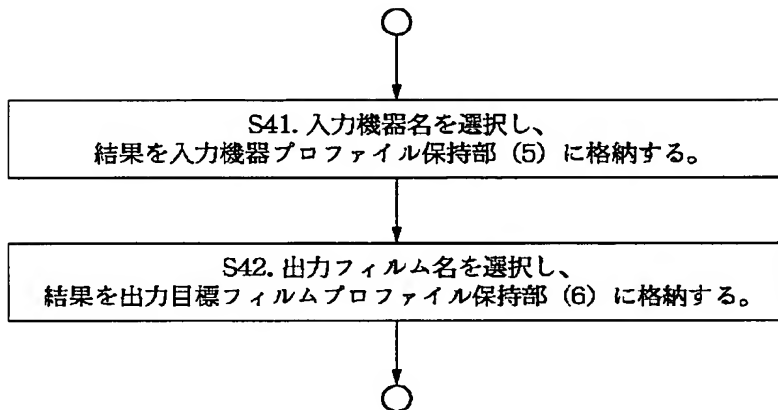 S41. 入力機器名を選択し、
結果を入力機器プロファイル保持部 (5) に格納する。
S42. 出力フィルム名を選択し、
結果を出力目標フィルムプロファイル保持部 (6) に格納する。